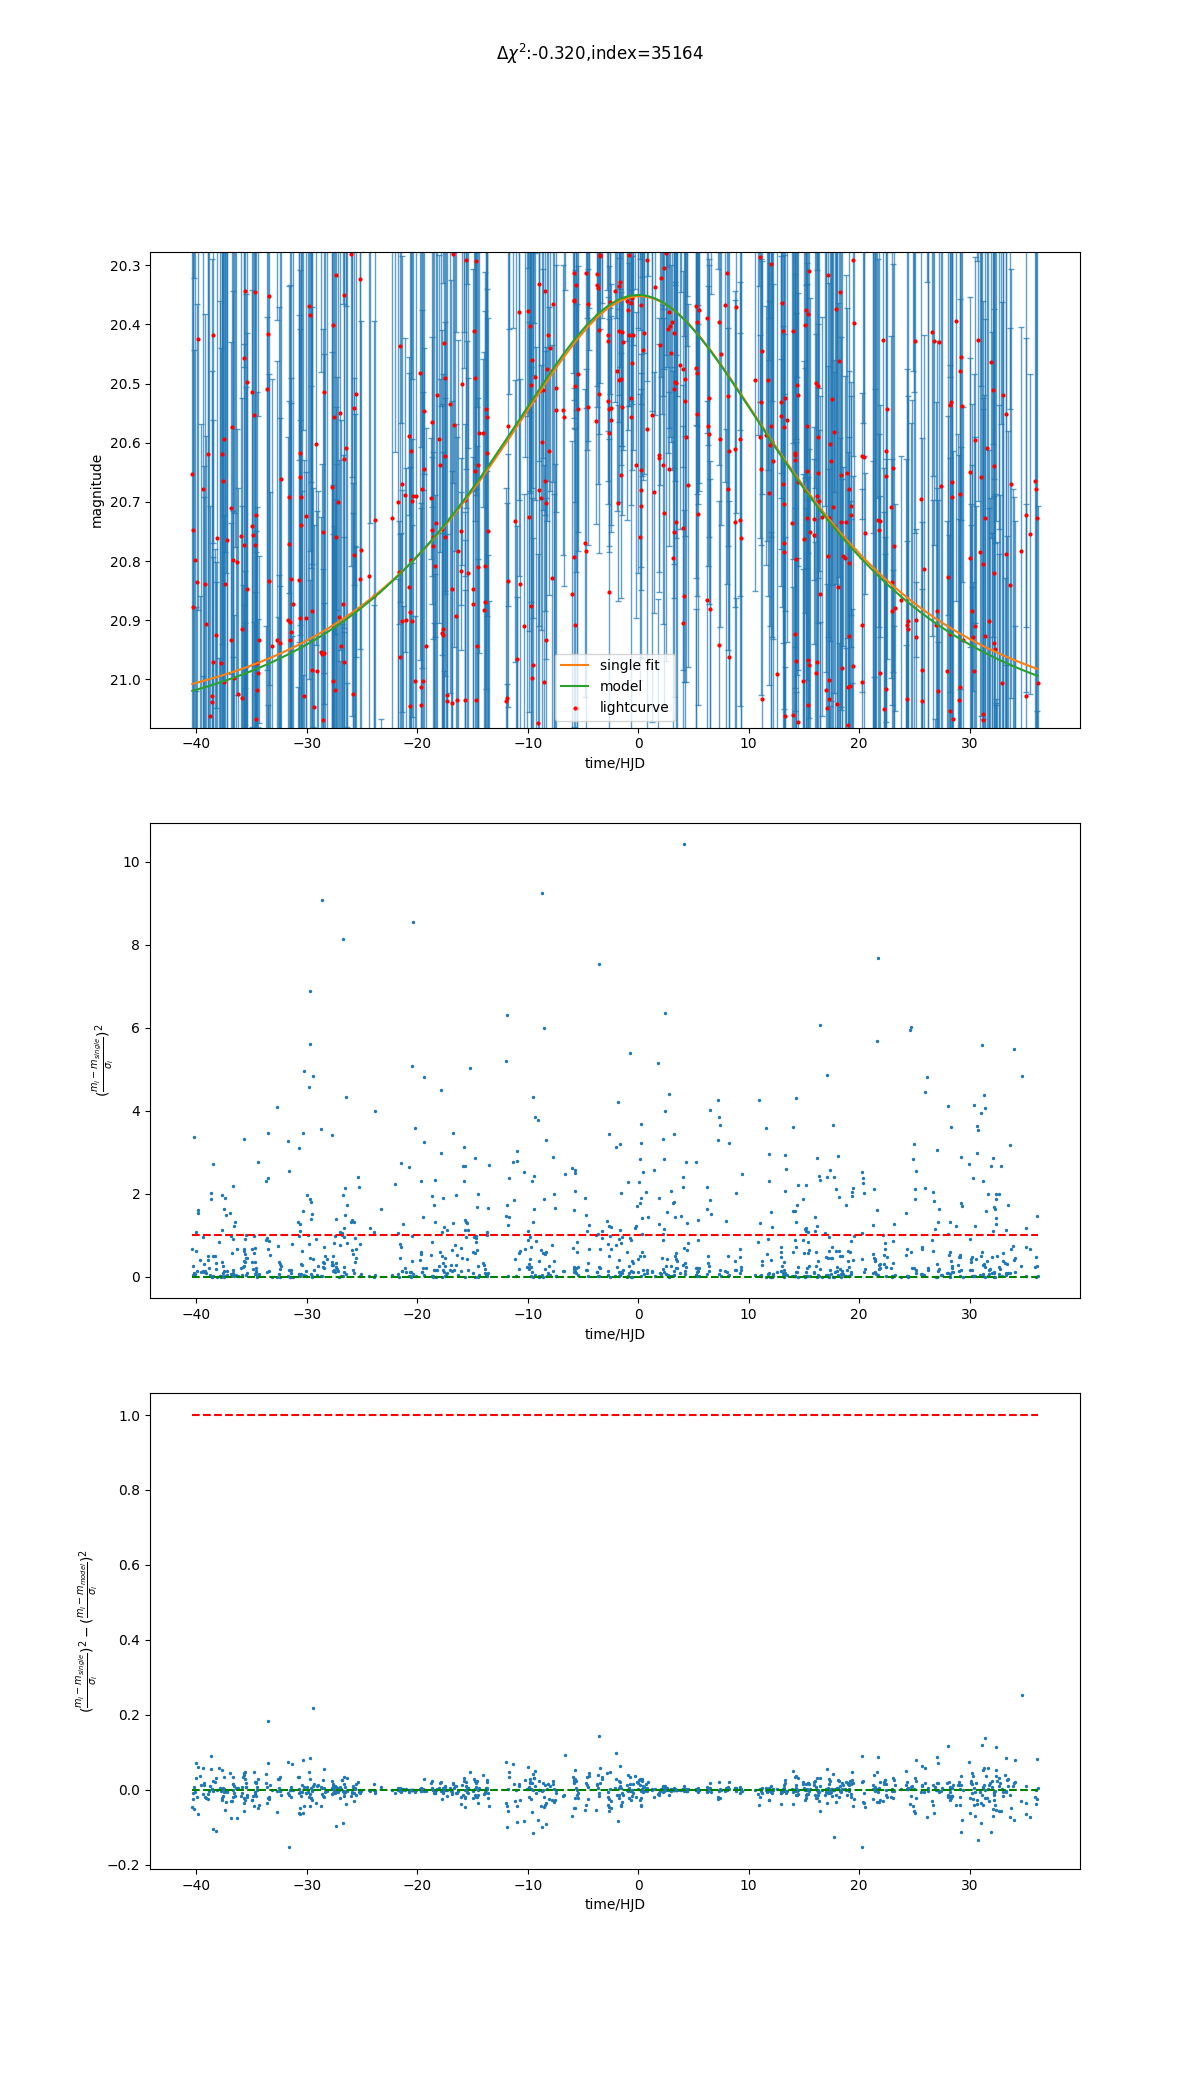 Δχ²:-0.320,index=35164
20.3
20.4
20.5
20.6
20.7
20.8
20.9
21.0
magnitude
single fit
model
lightcurve
−40 −30 −20 −10 0 10 20 30
time/HJD
10
8
6
4
2
0
((m_i − m_single)/σ_i)²
−40 −30 −20 −10 0 10 20 30
time/HJD
1.0
0.8
0.6
0.4
0.2
0.0
−0.2
((m_i − m_single)/σ_i)² − ((m_i − m_model)/σ_i)²
−40 −30 −20 −10 0 10 20 30
time/HJD